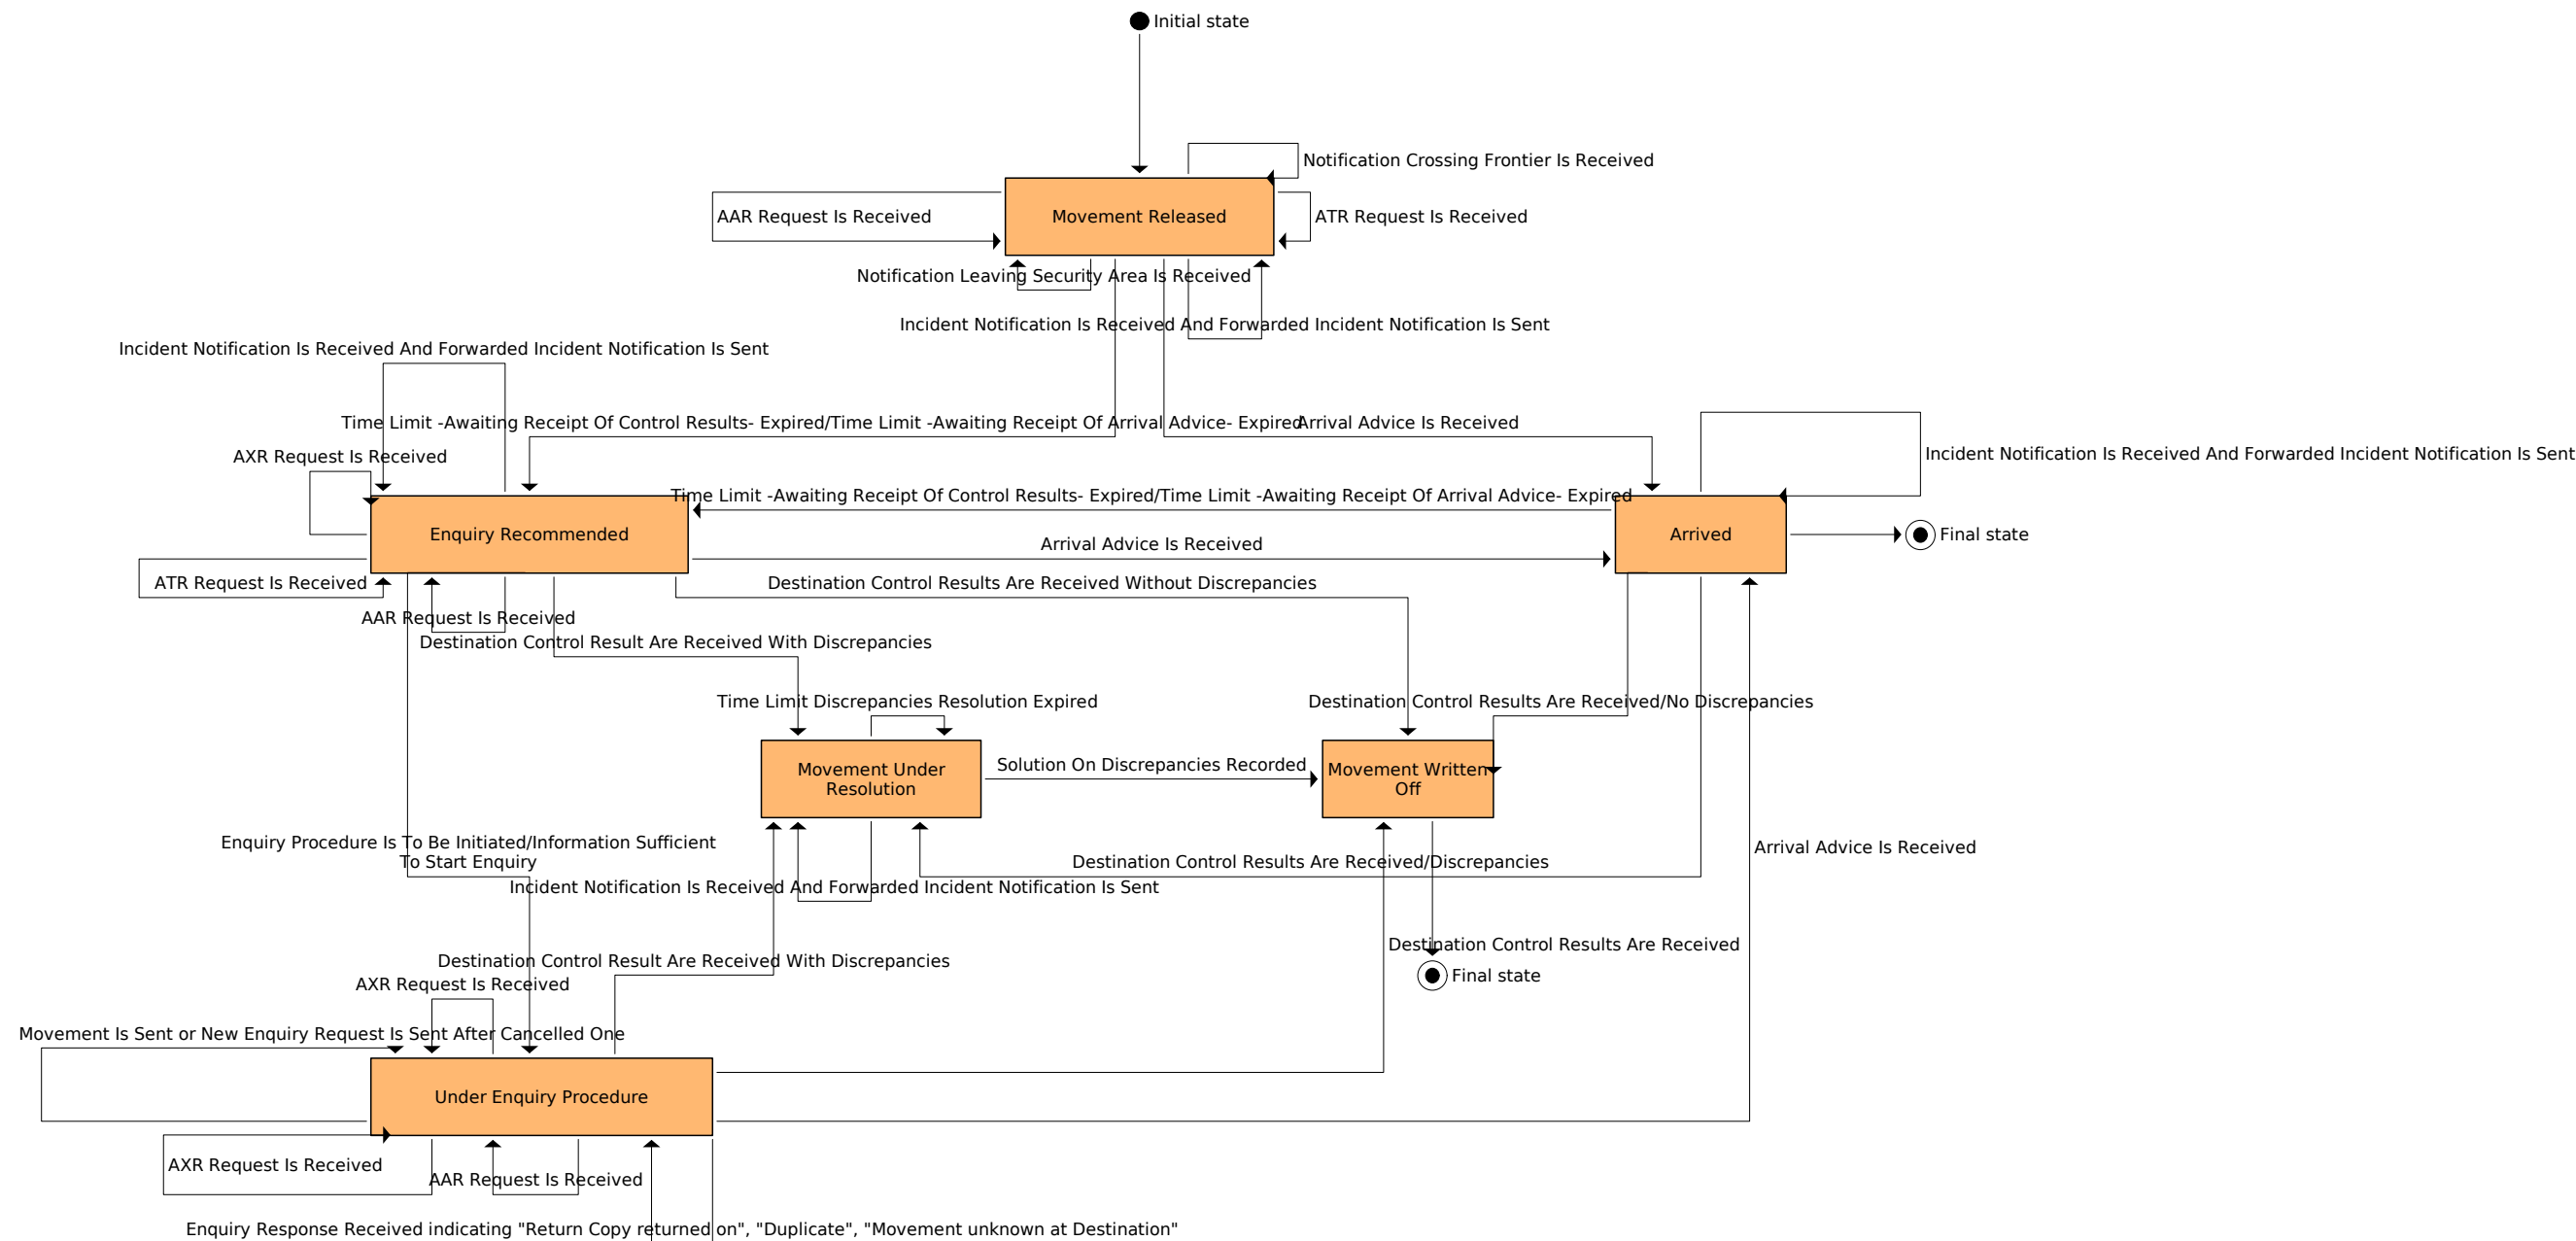 Initial state
Notification Crossing Frontier Is Received
AAR Request Is Received
Movement Released
ATR Request Is Received
Notification Leaving Security Area Is Received
Incident Notification Is Received And Forwarded Incident Notification Is Sent
Incident Notification Is Received And Forwarded Incident Notification Is Sent
Time Limit -Awaiting Receipt Of Control Results- Expired/Time Limit -Awaiting Receipt Of Arrival Advice- Expired
Arrival Advice Is Received
Incident Notification Is Received And Forwarded Incident Notification Is Sent
AXR Request Is Received
Time Limit -Awaiting Receipt Of Control Results- Expired/Time Limit -Awaiting Receipt Of Arrival Advice- Expired
Enquiry Recommended
Arrived
Final state
Arrival Advice Is Received
ATR Request Is Received
Destination Control Results Are Received Without Discrepancies
AAR Request Is Received
Destination Control Result Are Received With Discrepancies
Time Limit Discrepancies Resolution Expired
Destination Control Results Are Received/No Discrepancies
Movement Under
Resolution
Solution On Discrepancies Recorded
Movement Written
Off
Enquiry Procedure Is To Be Initiated/Information Sufficient
To Start Enquiry
Arrival Advice Is Received
Destination Control Results Are Received/Discrepancies
Incident Notification Is Received And Forwarded Incident Notification Is Sent
Destination Control Results Are Received
Destination Control Result Are Received With Discrepancies
Final state
AXR Request Is Received
Movement Is Sent or New Enquiry Request Is Sent After Cancelled One
Under Enquiry Procedure
AXR Request Is Received
AAR Request Is Received
Enquiry Response Received indicating "Return Copy returned on", "Duplicate", "Movement unknown at Destination"